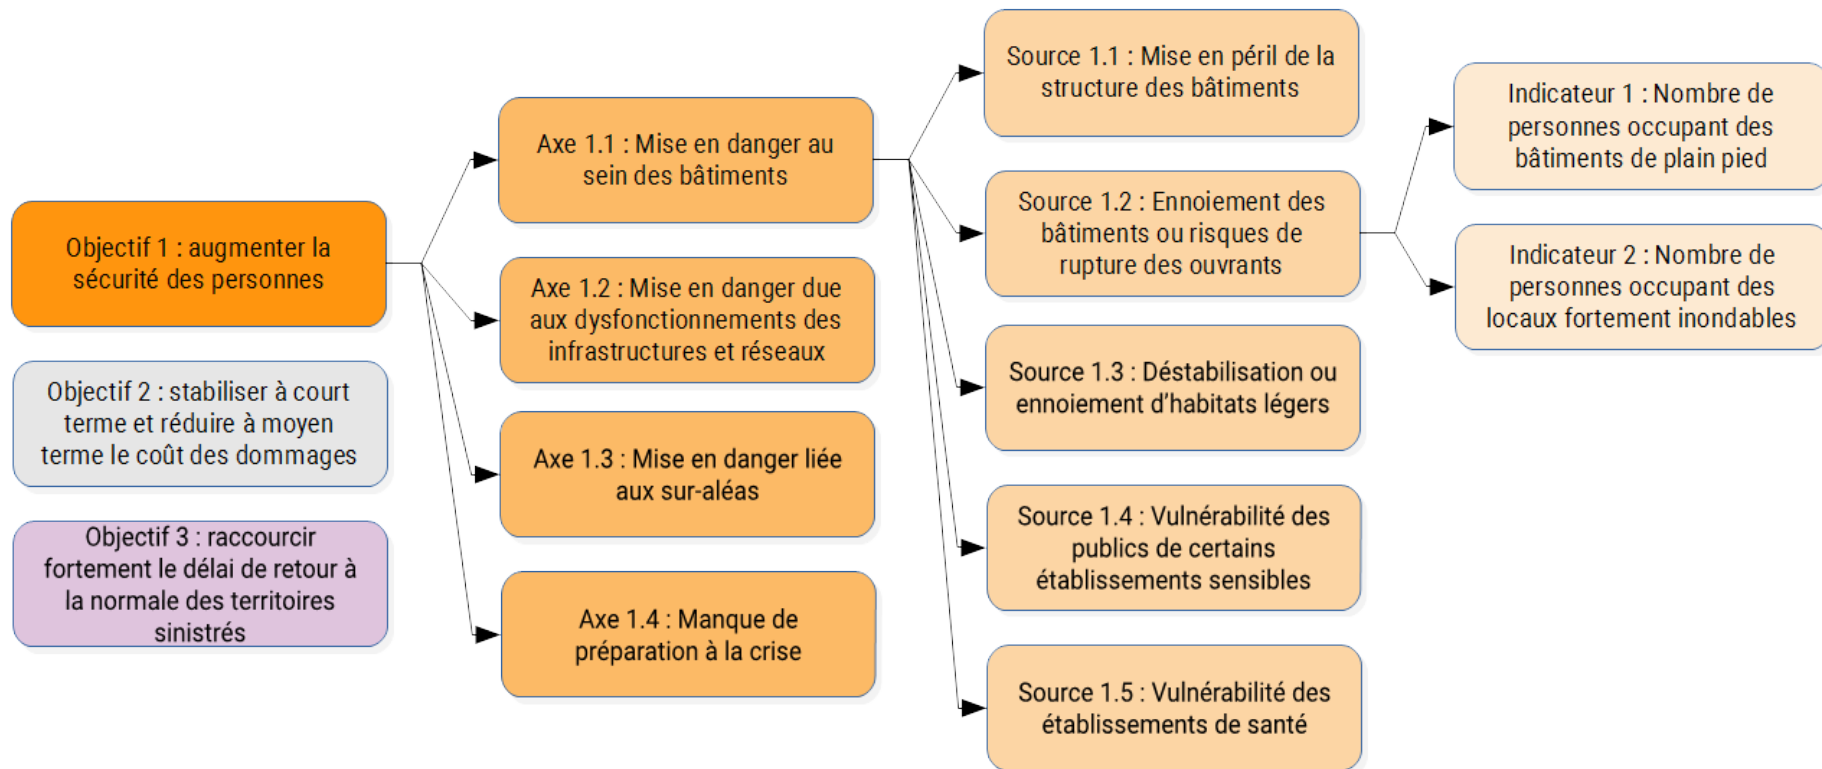 Objectif 1 : augmenter la
sécurité des personnes
Objectif 2 : stabiliser à court
terme et réduire à moyen
terme le coût des dommages
Objectif 3 : raccourcir
fortement le délai de retour à
la normale des territoires
sinistrés
Axe 1.1 : Mise en danger au
sein des bâtiments
Axe 1.2 : Mise en danger due
aux dysfonctionnements des
infrastructures et réseaux
Axe 1.3 : Mise en danger liée
aux sur-aléas
Axe 1.4 : Manque de
préparation à la crise
Source 1.1 : Mise en péril de la
structure des bâtiments
Source 1.2 : Ennoiement des
bâtiments ou risques de
rupture des ouvrants
Source 1.3 : Déstabilisation ou
ennoiement d’habitats légers
Source 1.4 : Vulnérabilité des
publics de certains
établissements sensibles
Source 1.5 : Vulnérabilité des
établissements de santé
Indicateur 1 : Nombre de
personnes occupant des
bâtiments de plain pied
Indicateur 2 : Nombre de
personnes occupant des
locaux fortement inondables